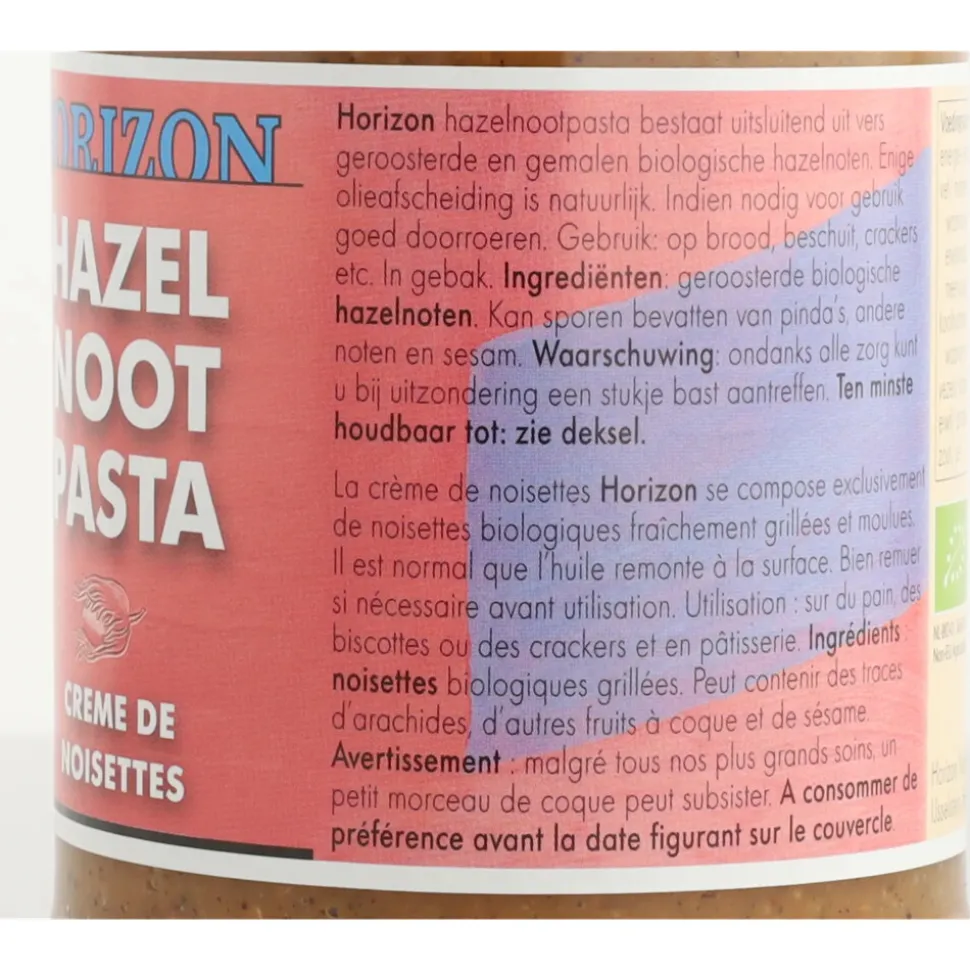 HORIZON
HAZEL
NOOT
PASTA
CREME DE
NOISETTES
Horizon hazelnootpasta bestaat uitsluitend uit vers
geroosterde en gemalen biologische hazelnoten. Enige
olieafscheiding is natuurlijk. Indien nodig voor gebruik
goed doorroeren. Gebruik: op brood, beschuit, crackers
etc. In gebak. Ingrediënten: geroosterde biologische
hazelnoten. Kan sporen bevatten van pinda's, andere
noten en sesam. Waarschuwing: ondanks alle zorg kunt
u bij uitzondering een stukje bast aantreffen. Ten minste
houdbaar tot: zie deksel.
La crème de noisettes Horizon se compose exclusivement
de noisettes biologiques fraîchement grillées et moulues.
Il est normal que l'huile remonte à la surface. Bien remuer
si nécessaire avant utilisation. Utilisation : sur du pain, des
biscottes ou des crackers et en pâtisserie. Ingrédients :
noisettes biologiques grillées. Peut contenir des traces
d'arachides, d'autres fruits à coque et de sésame.
Avertissement : malgré tous nos plus grands soins, un
petit morceau de coque peut subsister. A consommer de
préférence avant la date figurant sur le couvercle.